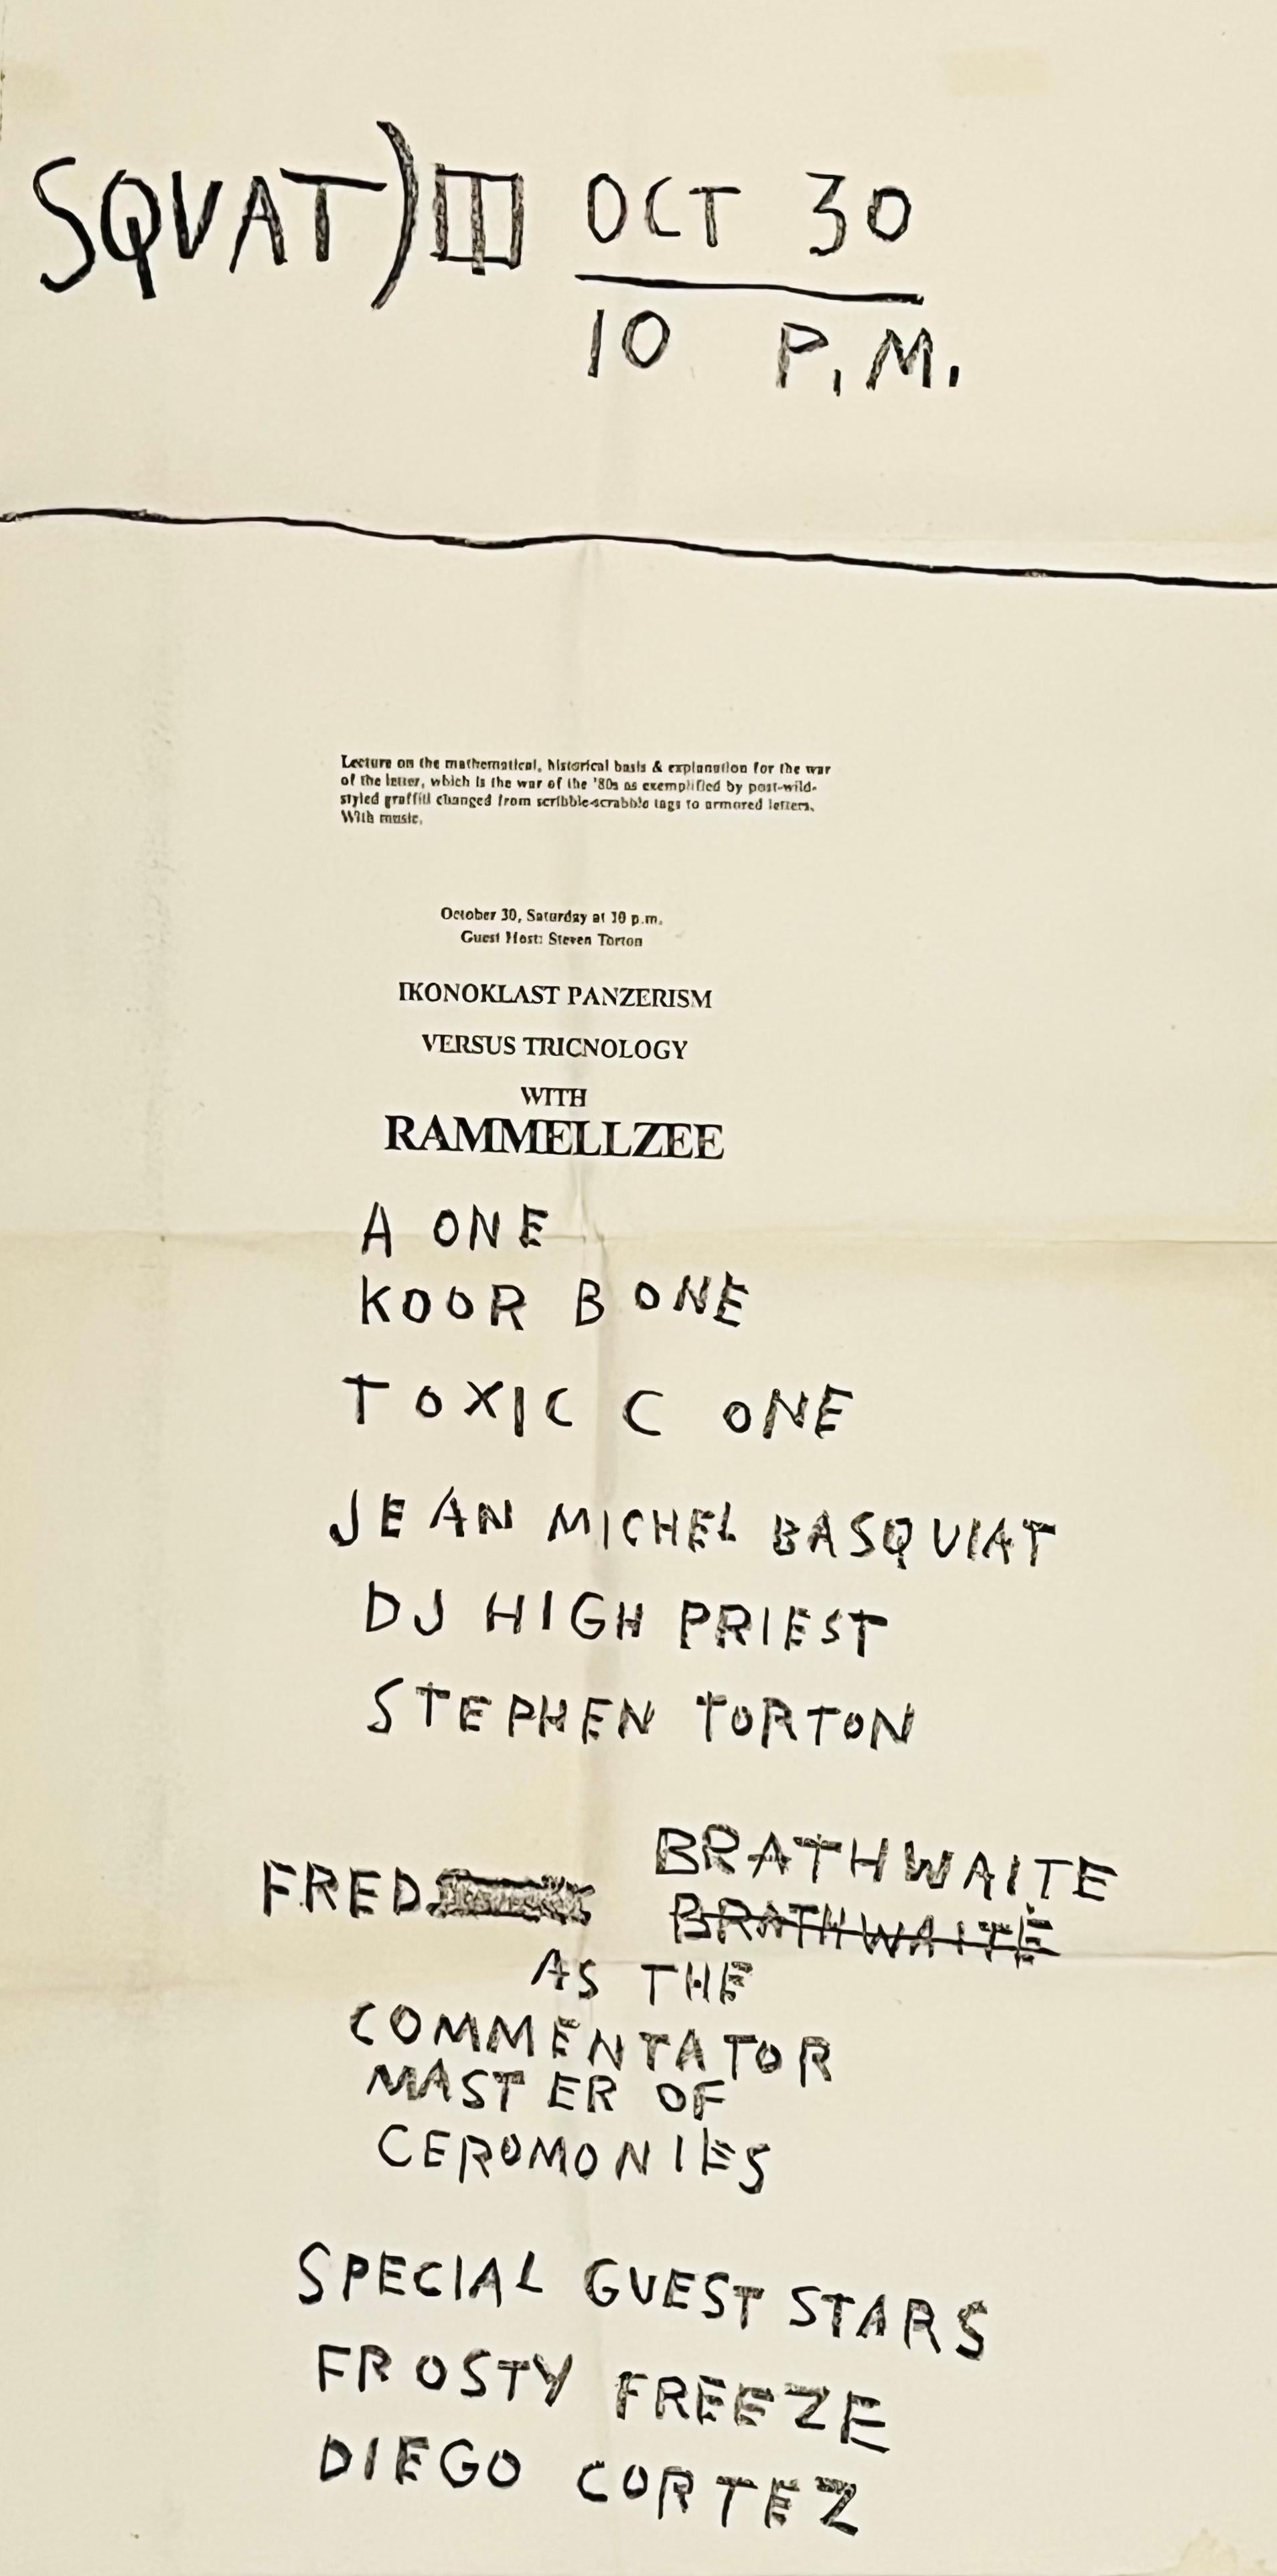 SQUAT) OCT 30
10 P.M.
Lecture on the mathematical, historical basis & explanation for the war
of the letter, which is the war of the '80s as exemplified by post-wild-
styled graffiti changed from scribble-scrabble tags to armored letters.
With music.
October 30, Saturday at 10 p.m.
Guest Host: Steven Torton
IKONOKLAST PANZERISM
VERSUS TRICNOLOGY
WITH
RAMMELLZEE
A ONE
KOOR B ONE
TOXIC C ONE
JEAN MICHEL BASQUIAT
DJ HIGH PRIEST
STEPHEN TORTON
FRED BRATHWAITE
BRATHWAITE
AS THE
COMMENTATOR
MASTER OF
CEROMONIES
SPECIAL GUEST STARS
FROSTY FREEZE
DIEGO CORTEZ